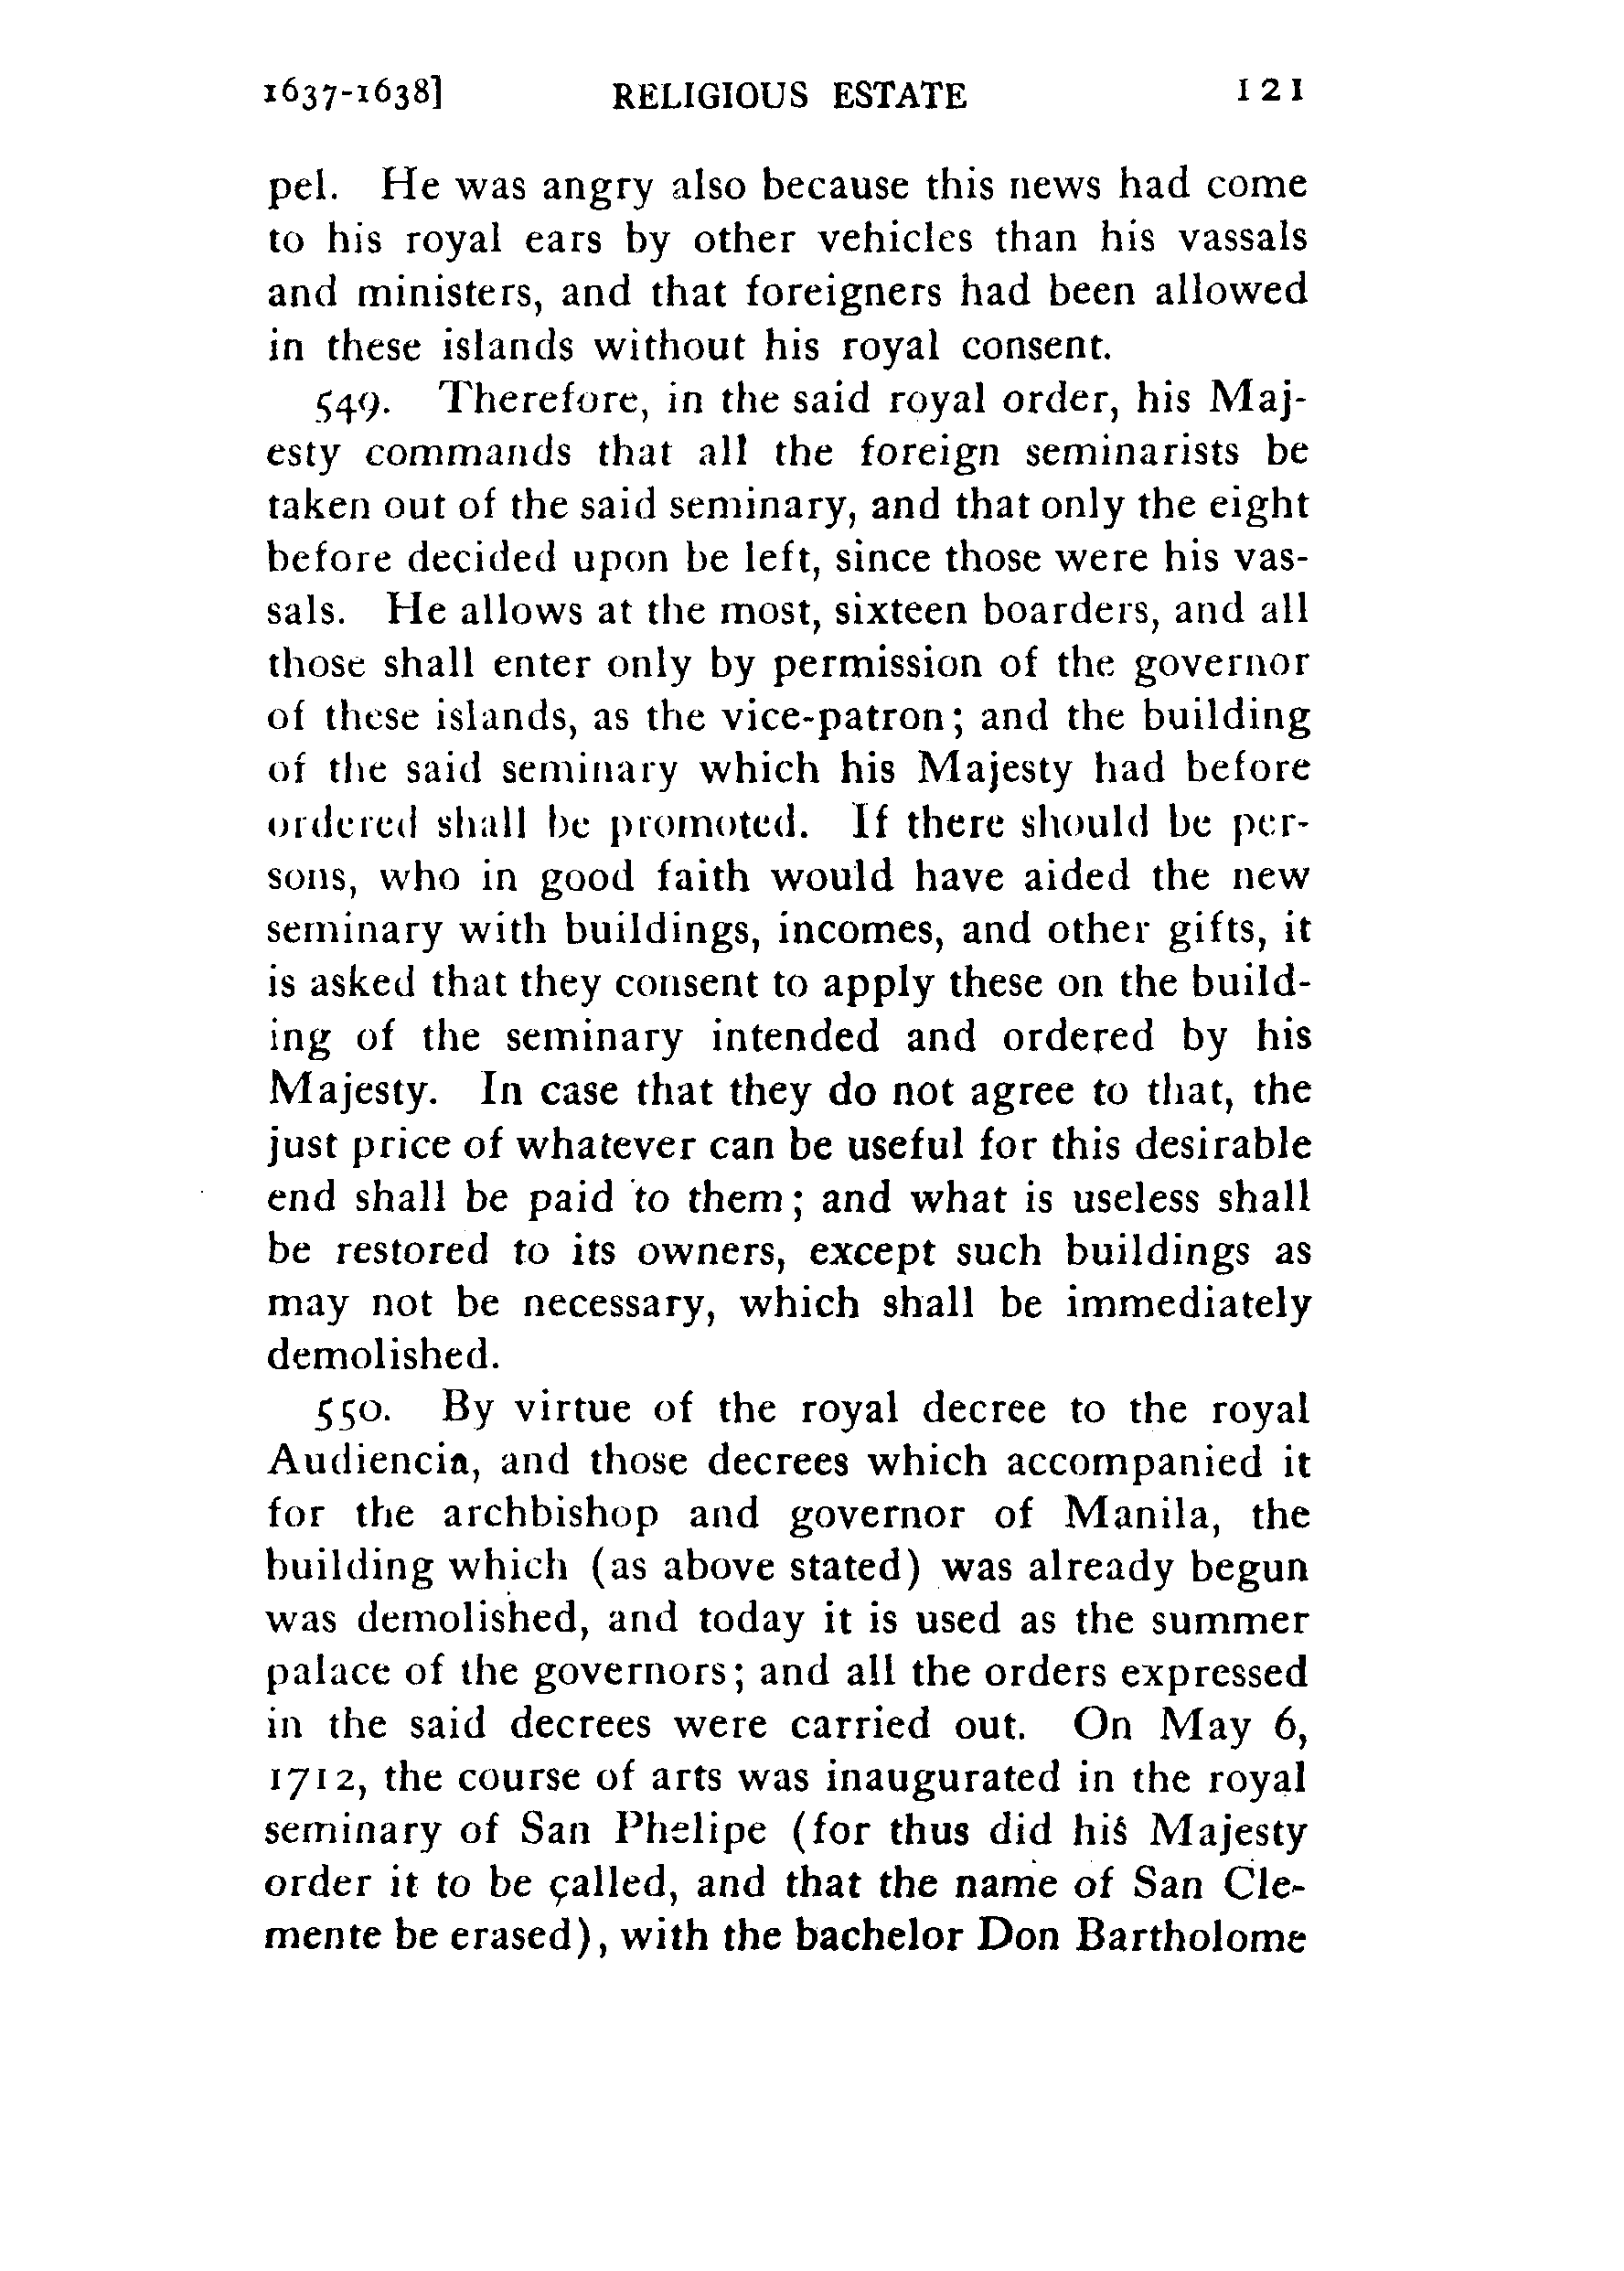 1637-1638] RELIGIOUS ESTATE 121
pel. He was angry also because this news had come
to his royal ears by other vehicles than his vassals
and ministers, and that foreigners had been allowed
in these islands without his royal consent.
549. Therefore, in the said royal order, his Maj-
esty commands that all the foreign seminarists be
taken out of the said seminary, and that only the eight
before decided upon be left, since those were his vas-
sals. He allows at the most, sixteen boarders, and all
those shall enter only by permission of the governor
of these islands, as the vice-patron; and the building
of the said seminary which his Majesty had before
ordered shall be promoted. If there should be per-
sons, who in good faith would have aided the new
seminary with buildings, incomes, and other gifts, it
is asked that they consent to apply these on the build-
ing of the seminary intended and ordered by his
Majesty. In case that they do not agree to that, the
just price of whatever can be useful for this desirable
end shall be paid to them; and what is useless shall
be restored to its owners, except such buildings as
may not be necessary, which shall be immediately
demolished.
550. By virtue of the royal decree to the royal
Audiencia, and those decrees which accompanied it
for the archbishop and governor of Manila, the
building which (as above stated) was already begun
was demolished, and today it is used as the summer
palace of the governors; and all the orders expressed
in the said decrees were carried out. On May 6,
1712, the course of arts was inaugurated in the royal
seminary of San Phelipe (for thus did his Majesty
order it to be called, and that the name of San Cle-
mente be erased), with the bachelor Don Bartholome